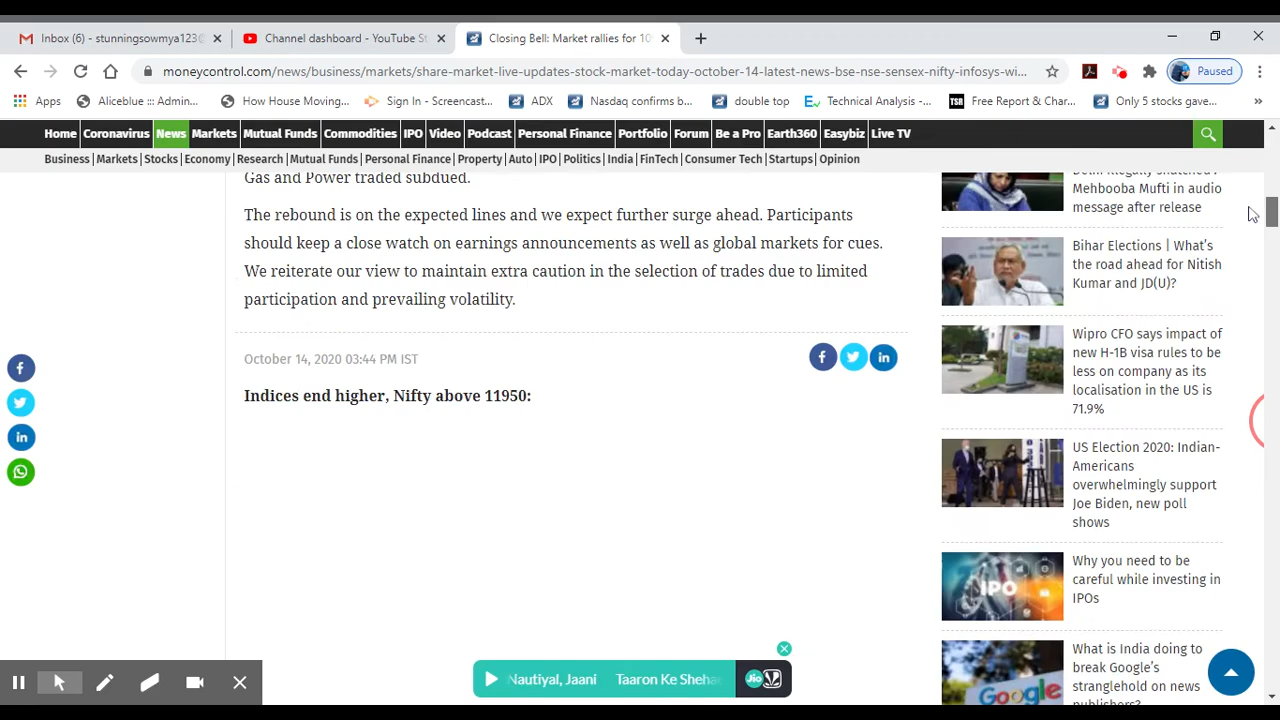 Inbox (6) - stunningsowmya123@
Channel dashboard - YouTube St
Closing Bell: Market rallies for 10
moneycontrol.com/news/business/markets/share-market-live-updates-stock-market-today-october-14-latest-news-bse-nse-sensex-nifty-infosys-wi...
Paused
Apps
Aliceblue ::: Admin...
How House Moving...
Sign In - Screencast...
ADX
Nasdaq confirms b...
double top
Technical Analysis -...
TSR
Free Report & Char...
Only 5 stocks gave...
»
Home Coronavirus News Markets Mutual Funds Commodities IPO Video Podcast Personal Finance Portfolio Forum Be a Pro Earth360 Easybiz Live TV
Business | Markets | Stocks | Economy | Research | Mutual Funds | Personal Finance | Property | Auto | IPO | Politics | India | FinTech | Consumer Tech | Startups | Opinion
Gas and Power traded subdued.
The rebound is on the expected lines and we expect further surge ahead. Participants
should keep a close watch on earnings announcements as well as global markets for cues.
We reiterate our view to maintain extra caution in the selection of trades due to limited
participation and prevailing volatility.
October 14, 2020 03:44 PM IST
Indices end higher, Nifty above 11950:
Mehbooba Mufti in audio
message after release
Bihar Elections | What's
the road ahead for Nitish
Kumar and JD(U)?
Wipro CFO says impact of
new H-1B visa rules to be
less on company as its
localisation in the US is
71.9%
US Election 2020: Indian-
Americans
overwhelmingly support
Joe Biden, new poll
shows
IPO
Why you need to be
careful while investing in
IPOs
Google
What is India doing to
break Google's
stranglehold on news
publishers?
Nautiyal, Jaani
Taaron Ke Sheha
Jio